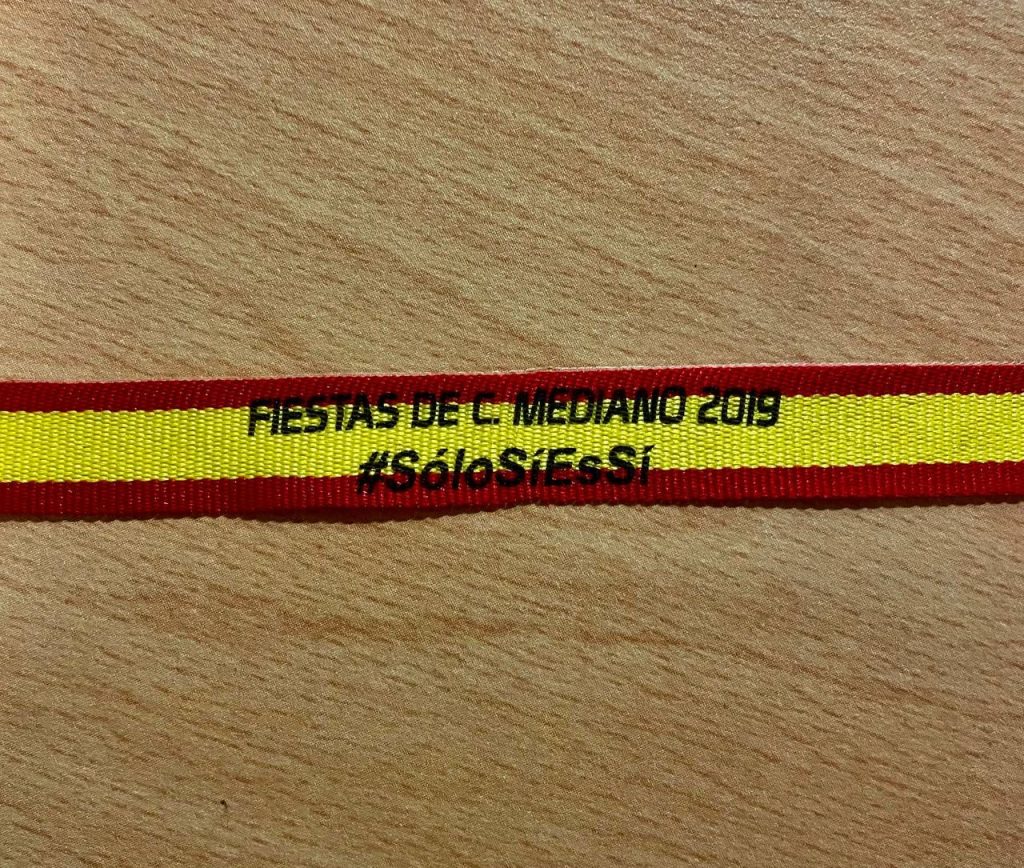 FIESTAS DE C. MEDIANO 2019
#SóloSíEsSí